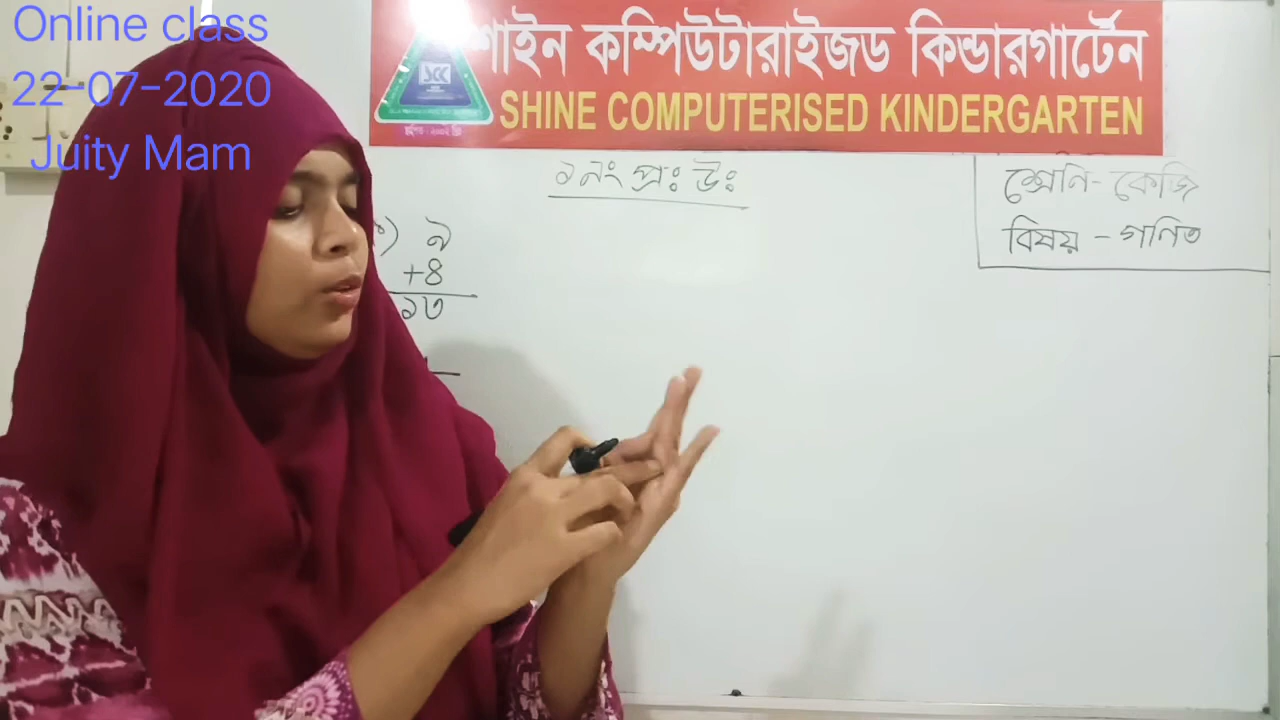 Online class
22-07-2020
Juity Mam
শাইন কম্পিউটারাইজড কিন্ডারগার্টেন
SHINE COMPUTERISED KINDERGARTEN
১নং প্র: উ:
শ্রেনি - কেজি
বিষয় - গনিত
৯
+৪
১৩